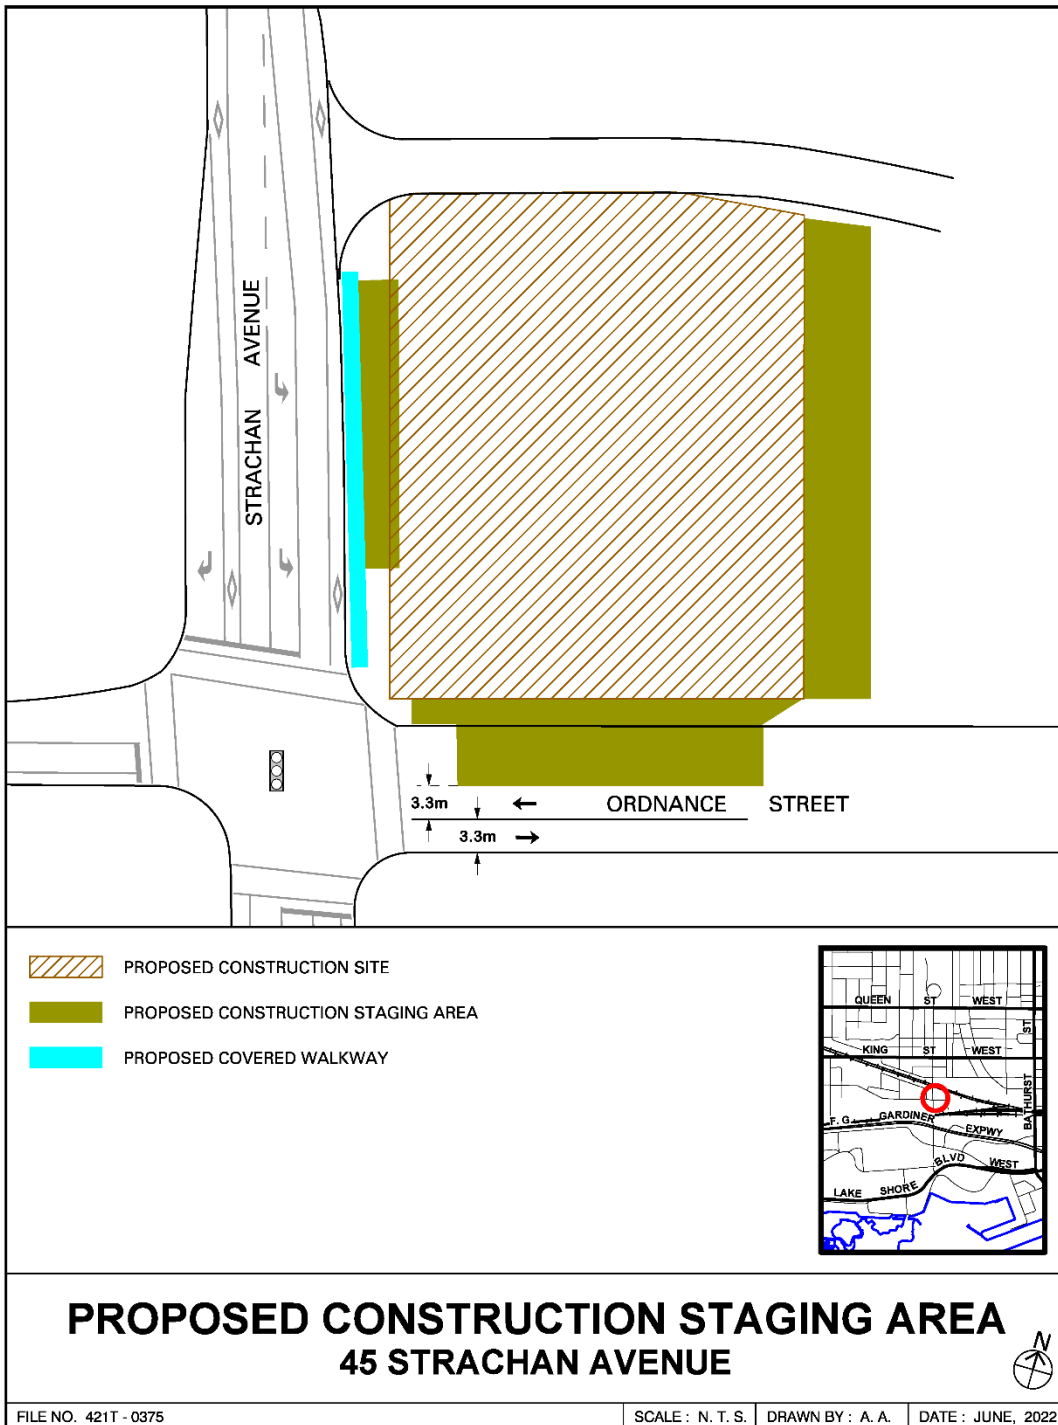 STRACHAN AVENUE
3.3m
ORDNANCE STREET
3.3m
PROPOSED CONSTRUCTION SITE
PROPOSED CONSTRUCTION STAGING AREA
PROPOSED COVERED WALKWAY
QUEEN ST WEST
ST
KING ST WEST
BATHURST
F. G. GARDINER EXPWY
LAKE SHORE BLVD WEST
PROPOSED CONSTRUCTION STAGING AREA
45 STRACHAN AVENUE
N
FILE NO. 421T - 0375
SCALE : N. T. S.
DRAWN BY : A. A.
DATE : JUNE, 2022